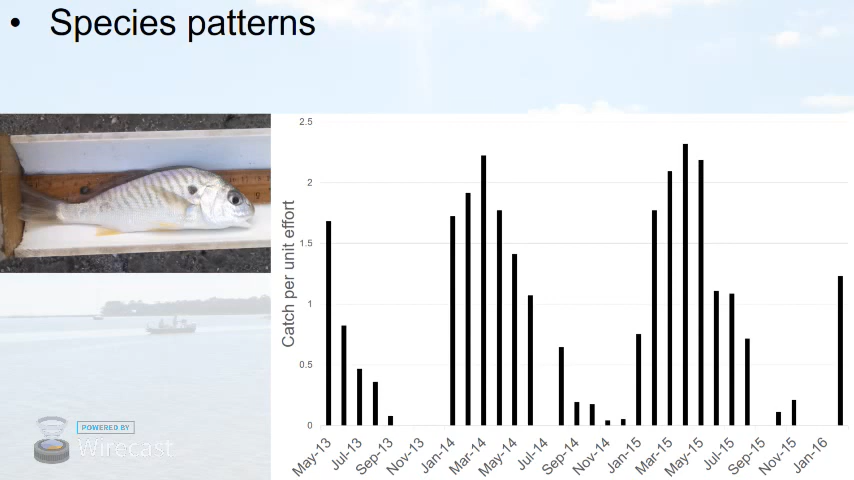 • Species patterns
2.5
2
1.5
1
0.5
0
Catch per unit effort
May-13
Jul-13
Sep-13
Nov-13
Jan-14
Mar-14
May-14
Jul-14
Sep-14
Nov-14
Jan-15
Mar-15
May-15
Jul-15
Sep-15
Nov-15
Jan-16
POWERED BY
Wirecast